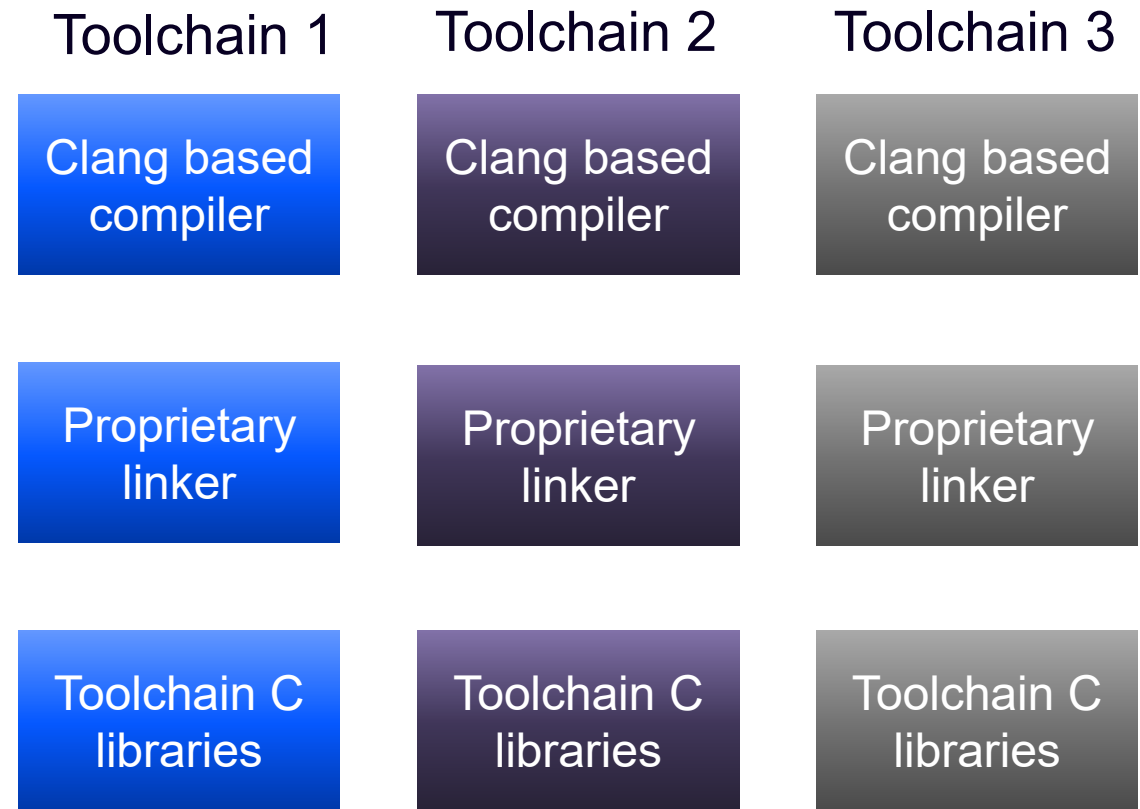 Toolchain 1
Toolchain 2
Toolchain 3
Clang based
compiler
Clang based
compiler
Clang based
compiler
Proprietary
linker
Proprietary
linker
Proprietary
linker
Toolchain C
libraries
Toolchain C
libraries
Toolchain C
libraries